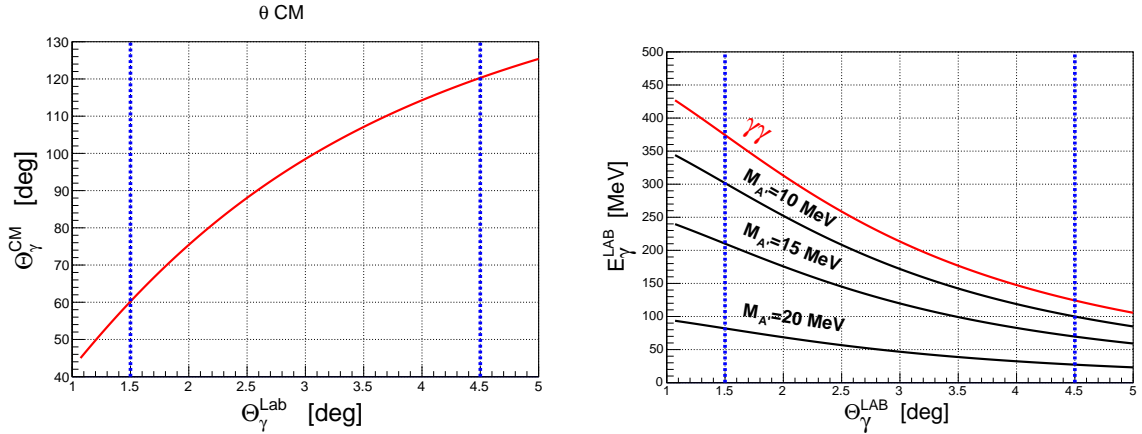 θ CM
130
120
110
100
90
80
70
60
50
40
1 1.5 2 2.5 3 3.5 4 4.5 5
Θ_γ^CM [deg]
Θ_γ^Lab [deg]
500
450
400
350
300
250
200
150
100
50
0
1 1.5 2 2.5 3 3.5 4 4.5 5
E_γ^LAB [MeV]
Θ_γ^LAB [deg]
γγ
M_A'=10 MeV
M_A'=15 MeV
M_A'=20 MeV